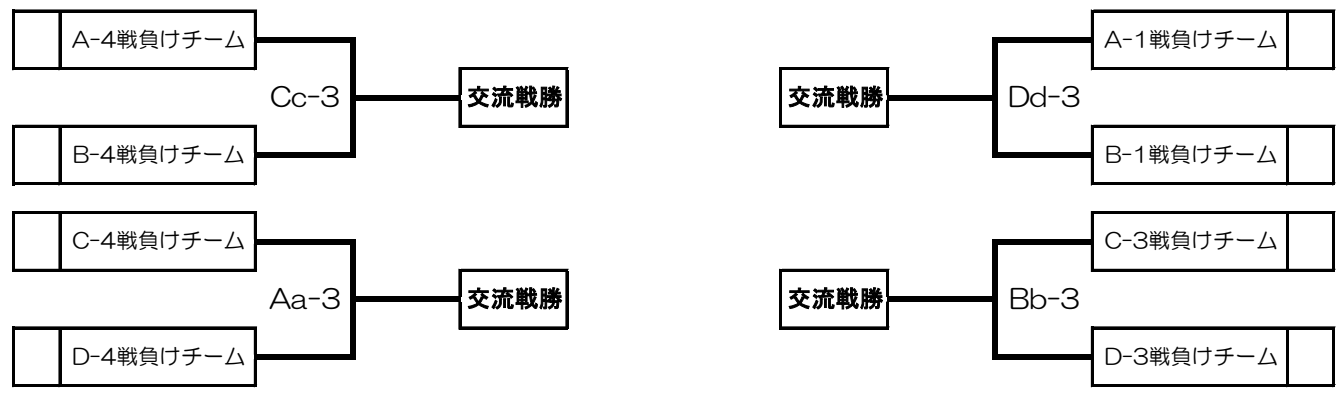 A-4戦負けチーム
Cc-3
交流戦勝
B-4戦負けチーム
C-4戦負けチーム
Aa-3
交流戦勝
D-4戦負けチーム
A-1戦負けチーム
交流戦勝
Dd-3
B-1戦負けチーム
C-3戦負けチーム
交流戦勝
Bb-3
D-3戦負けチーム